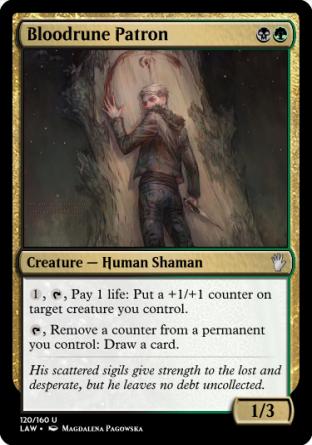 Bloodrune Patron
Creature — Human Shaman
1, , Pay 1 life: Put a +1/+1 counter on
target creature you control.
, Remove a counter from a permanent
you control: Draw a card.
His scattered sigils give strength to the lost and
desperate, but he leaves no debt uncollected.
1/3
120/160 U
LAW • Magdalena Pagowska